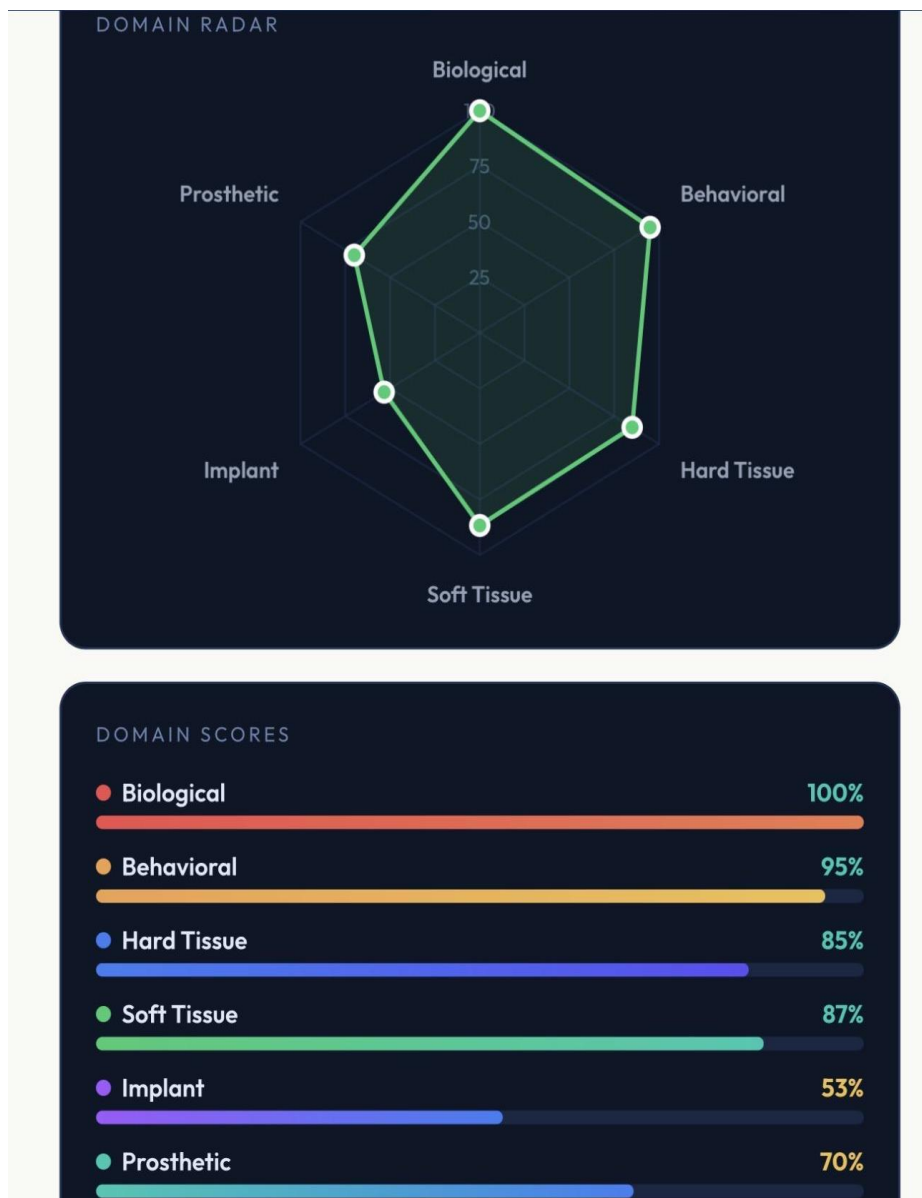 DOMAIN RADAR
Biological
100
75
Prosthetic
Behavioral
50
25
Implant
Hard Tissue
Soft Tissue
DOMAIN SCORES
Biological 100%
Behavioral 95%
Hard Tissue 85%
Soft Tissue 87%
Implant 53%
Prosthetic 70%